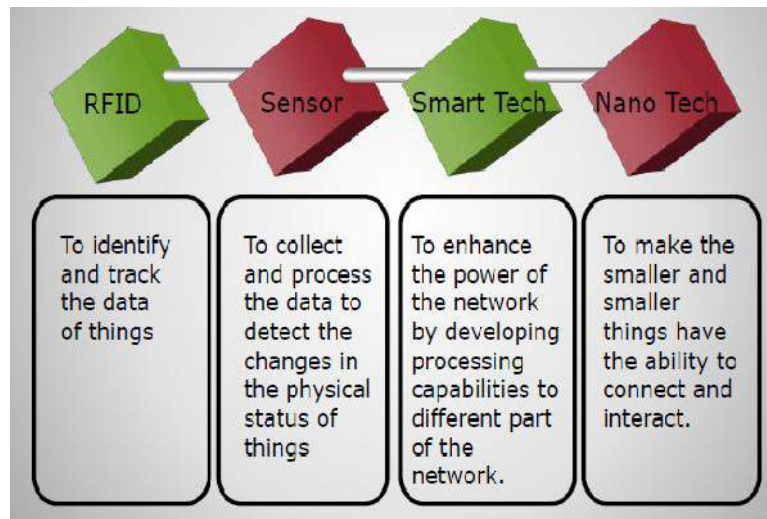 RFID
Sensor
Smart Tech
Nano Tech
To identify
and track
the data
of things
To collect
and process
the data to
detect the
changes in
the physical
status of
things
To enhance
the power of
the network
by developing
processing
capabilities to
different part
of the
network.
To make the
smaller and
smaller
things have
the ability to
connect and
interact.